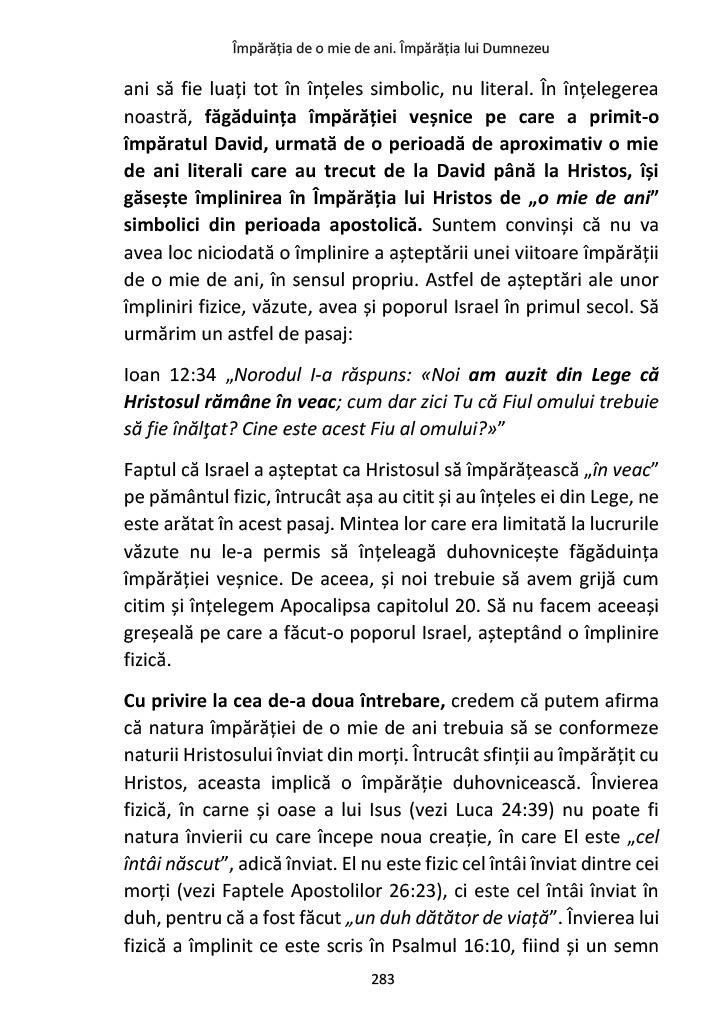 Împărăția de o mie de ani. Împărăția lui Dumnezeu
ani să fie luați tot în înțeles simbolic, nu literal. În înțelegerea
noastră, făgăduința împărăției veșnice pe care a primit-o
împăratul David, urmată de o perioadă de aproximativ o mie
de ani literali care au trecut de la David până la Hristos, își
găsește împlinirea în Împărăția lui Hristos de „o mie de ani”
simbolici din perioada apostolică. Suntem convinși că nu va
avea loc niciodată o împlinire a așteptării unei viitoare împărății
de o mie de ani, în sensul propriu. Astfel de așteptări ale unor
împliniri fizice, văzute, avea și poporul Israel în primul secol. Să
urmărim un astfel de pasaj:
Ioan 12:34 „Norodul I-a răspuns: «Noi am auzit din Lege că
Hristosul rămâne în veac; cum dar zici Tu că Fiul omului trebuie
să fie înălţat? Cine este acest Fiu al omului?»”
Faptul că Israel a așteptat ca Hristosul să împărățească „în veac”
pe pământul fizic, întrucât așa au citit și au înțeles ei din Lege, ne
este arătat în acest pasaj. Mintea lor care era limitată la lucrurile
văzute nu le-a permis să înțeleagă duhovnicește făgăduința
împărăției veșnice. De aceea, și noi trebuie să avem grijă cum
citim și înțelegem Apocalipsa capitolul 20. Să nu facem aceeași
greșeală pe care a făcut-o poporul Israel, așteptând o împlinire
fizică.
Cu privire la cea de-a doua întrebare, credem că putem afirma
că natura împărăției de o mie de ani trebuia să se conformeze
naturii Hristosului înviat din morți. Întrucât sfinții au împărățit cu
Hristos, aceasta implică o împărăție duhovnicească. Învierea
fizică, în carne și oase a lui Isus (vezi Luca 24:39) nu poate fi
natura învierii cu care începe noua creație, în care El este „cel
întâi născut”, adică înviat. El nu este fizic cel întâi înviat dintre cei
morți (vezi Faptele Apostolilor 26:23), ci este cel întâi înviat în
duh, pentru că a fost făcut „un duh dătător de viață”. Învierea lui
fizică a împlinit ce este scris în Psalmul 16:10, fiind și un semn
283